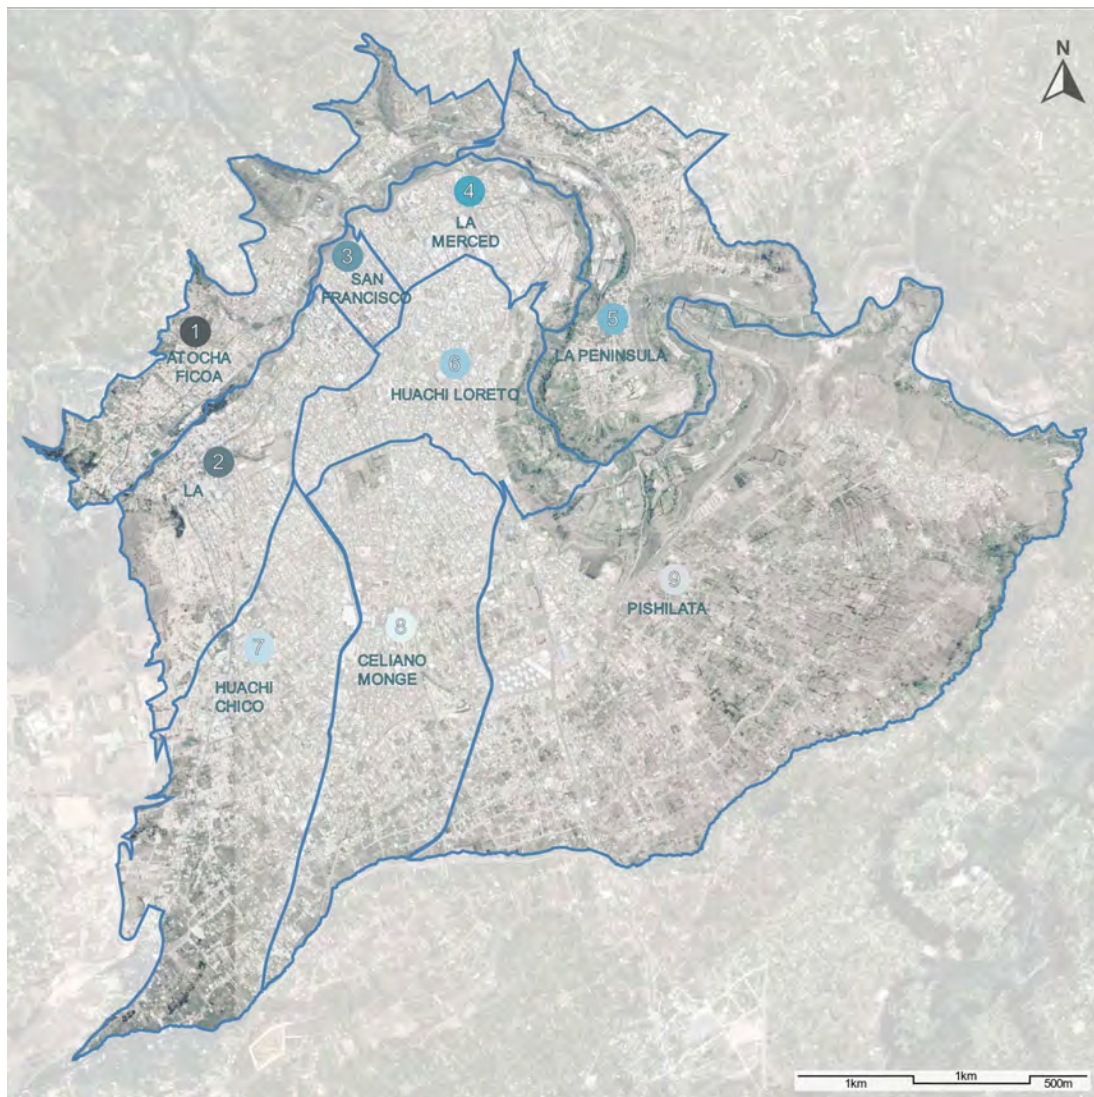 N
4
LA
MERCED
3
SAN
FRANCISCO
1
ATOCHA
FICOA
5
LA PENINSULA
6
HUACHI LORETO
2
LA
9
PISHILATA
7
HUACHI
CHICO
8
CELIANO
MONGE
1km
1km
500m